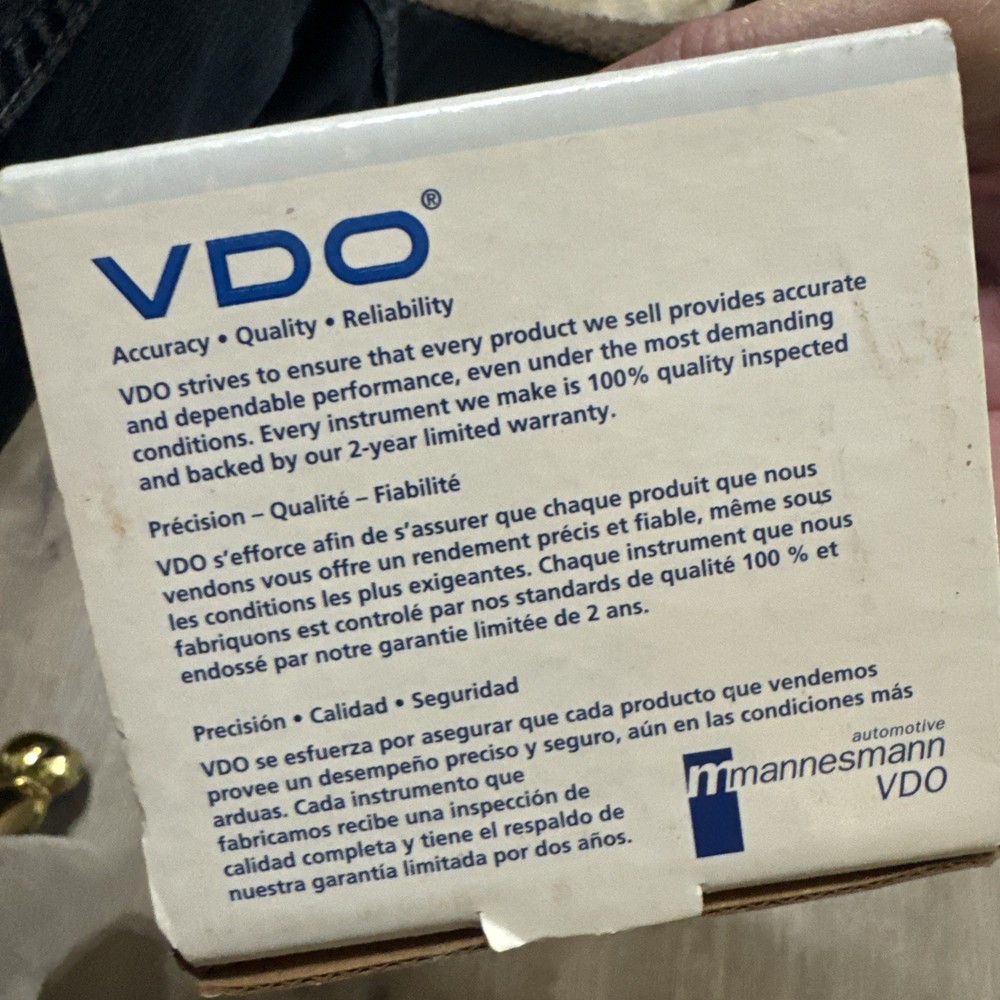 VDO®
Accuracy • Quality • Reliability
VDO strives to ensure that every product we sell provides accurate
and dependable performance, even under the most demanding
conditions. Every instrument we make is 100% quality inspected
and backed by our 2-year limited warranty.
Précision – Qualité – Fiabilité
VDO s’efforce afin de s’assurer que chaque produit que nous
vendons vous offre un rendement précis et fiable, même sous
les conditions les plus exigeantes. Chaque instrument que nous
fabriquons est controlé par nos standards de qualité 100 % et
endossé par notre garantie limitée de 2 ans.
Precisión • Calidad • Seguridad
VDO se esfuerza por asegurar que cada producto que vendemos
provee un desempeño preciso y seguro, aún en las condiciones más
arduas. Cada instrumento que
fabricamos recibe una inspección de
calidad completa y tiene el respaldo de
nuestra garantía limitada por dos años.
automotive
m mannesmann
VDO